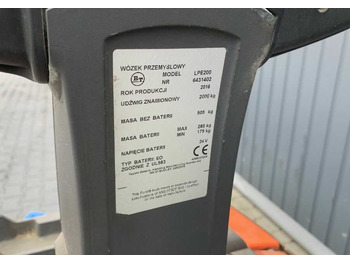 WÓZEK PRZEMYSŁOWY
BT MODEL LPE200
NR 6431402
ROK PRODUKCJI 2016
UDŹWIG ZNAMIONOWY 2000 kg
MASA BEZ BATERII 505 kg
MASA BATERII MAX 285 kg
MIN 175 kg
NAPIĘCIE BATERII 24 V
TYP BATERII: EO
ZGODNIE Z UL583